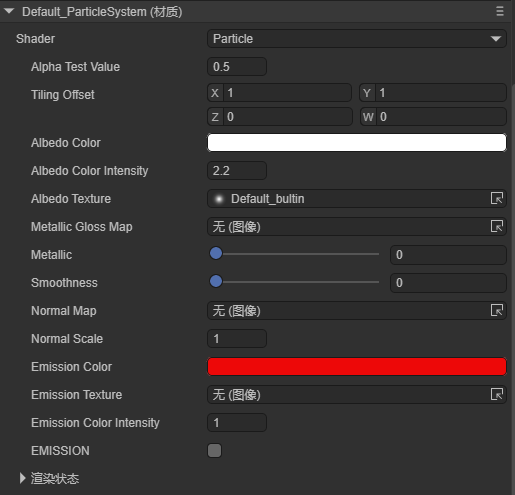 Default_ParticleSystem (材质)
Shader Particle
Alpha Test Value 0.5
Tiling Offset X 1 Y 1
Z 0 W 0
Albedo Color
Albedo Color Intensity 2.2
Albedo Texture Default_bultin
Metallic Gloss Map 无 (图像)
Metallic 0
Smoothness 0
Normal Map 无 (图像)
Normal Scale 1
Emission Color
Emission Texture 无 (图像)
Emission Color Intensity 1
EMISSION
渲染状态